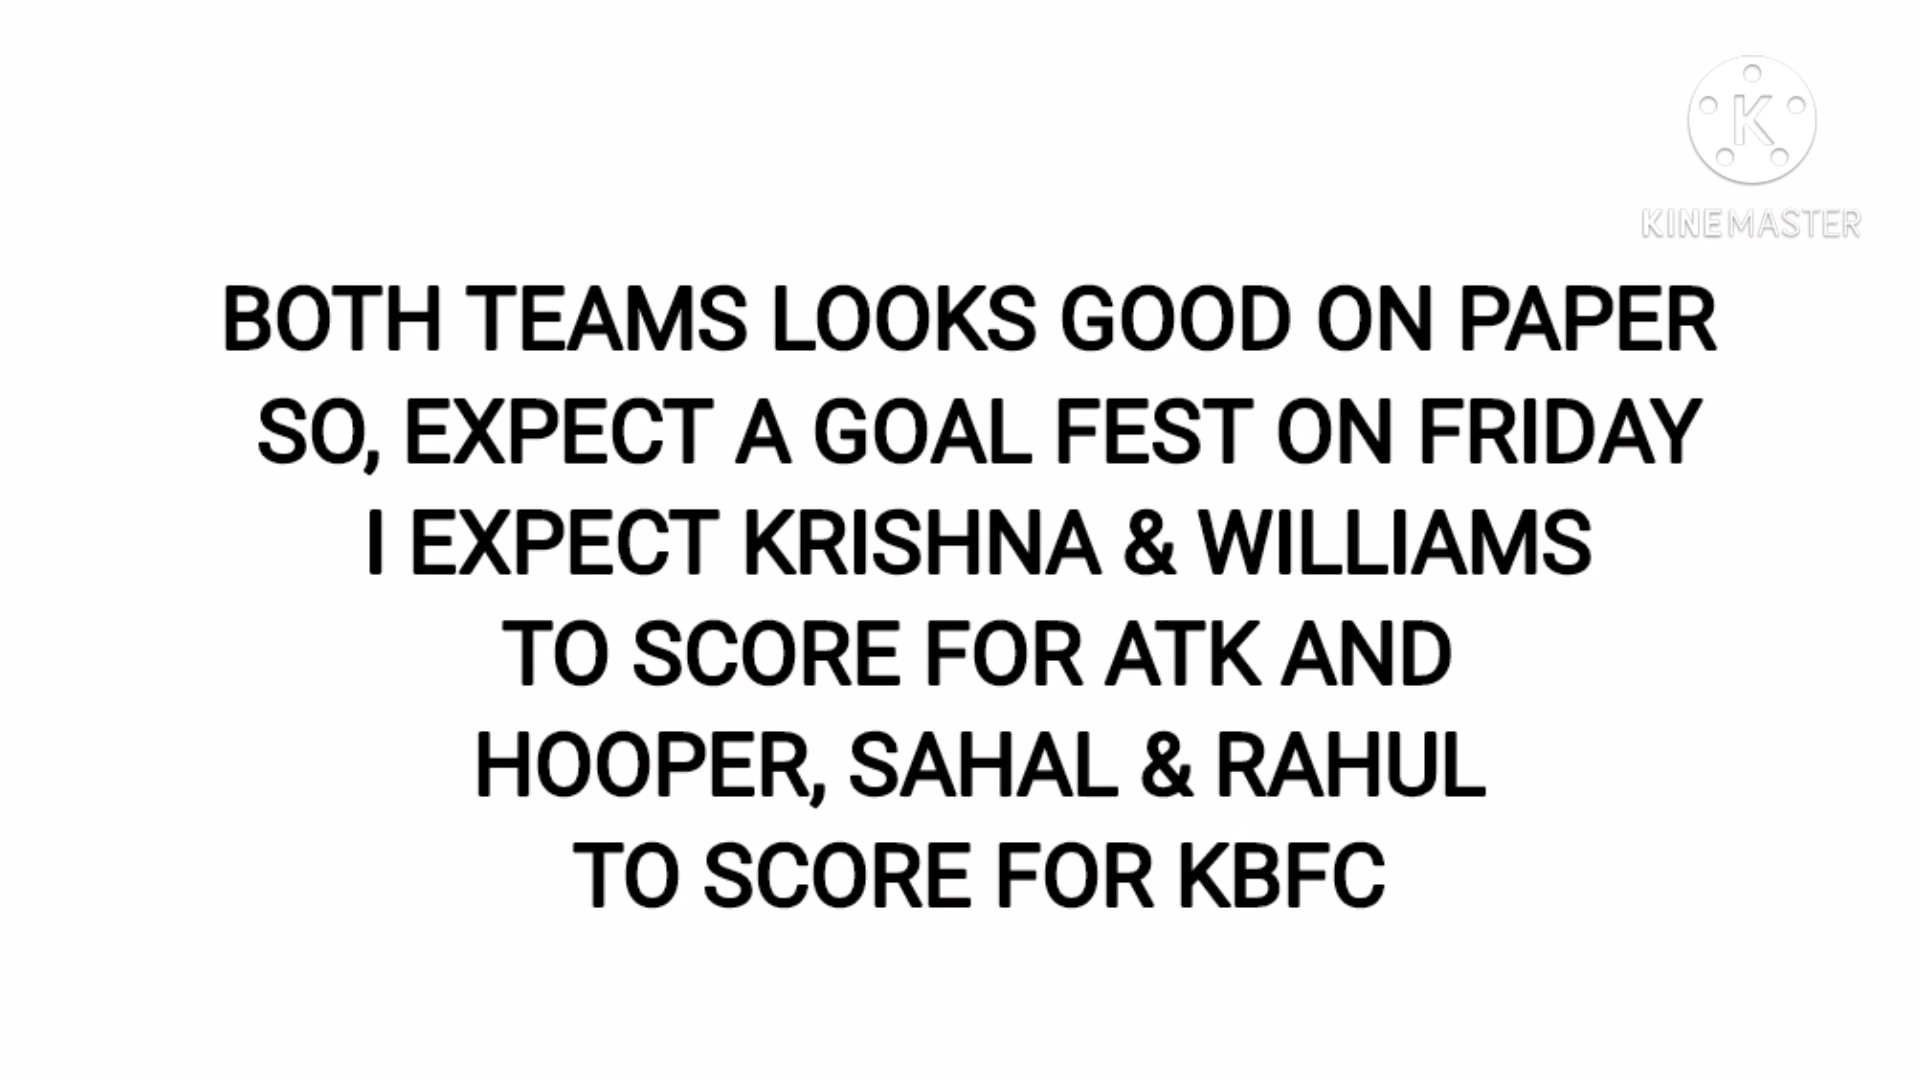 K
KINEMASTER
BOTH TEAMS LOOKS GOOD ON PAPER
SO, EXPECT A GOAL FEST ON FRIDAY
I EXPECT KRISHNA & WILLIAMS
TO SCORE FOR ATK AND
HOOPER, SAHAL & RAHUL
TO SCORE FOR KBFC